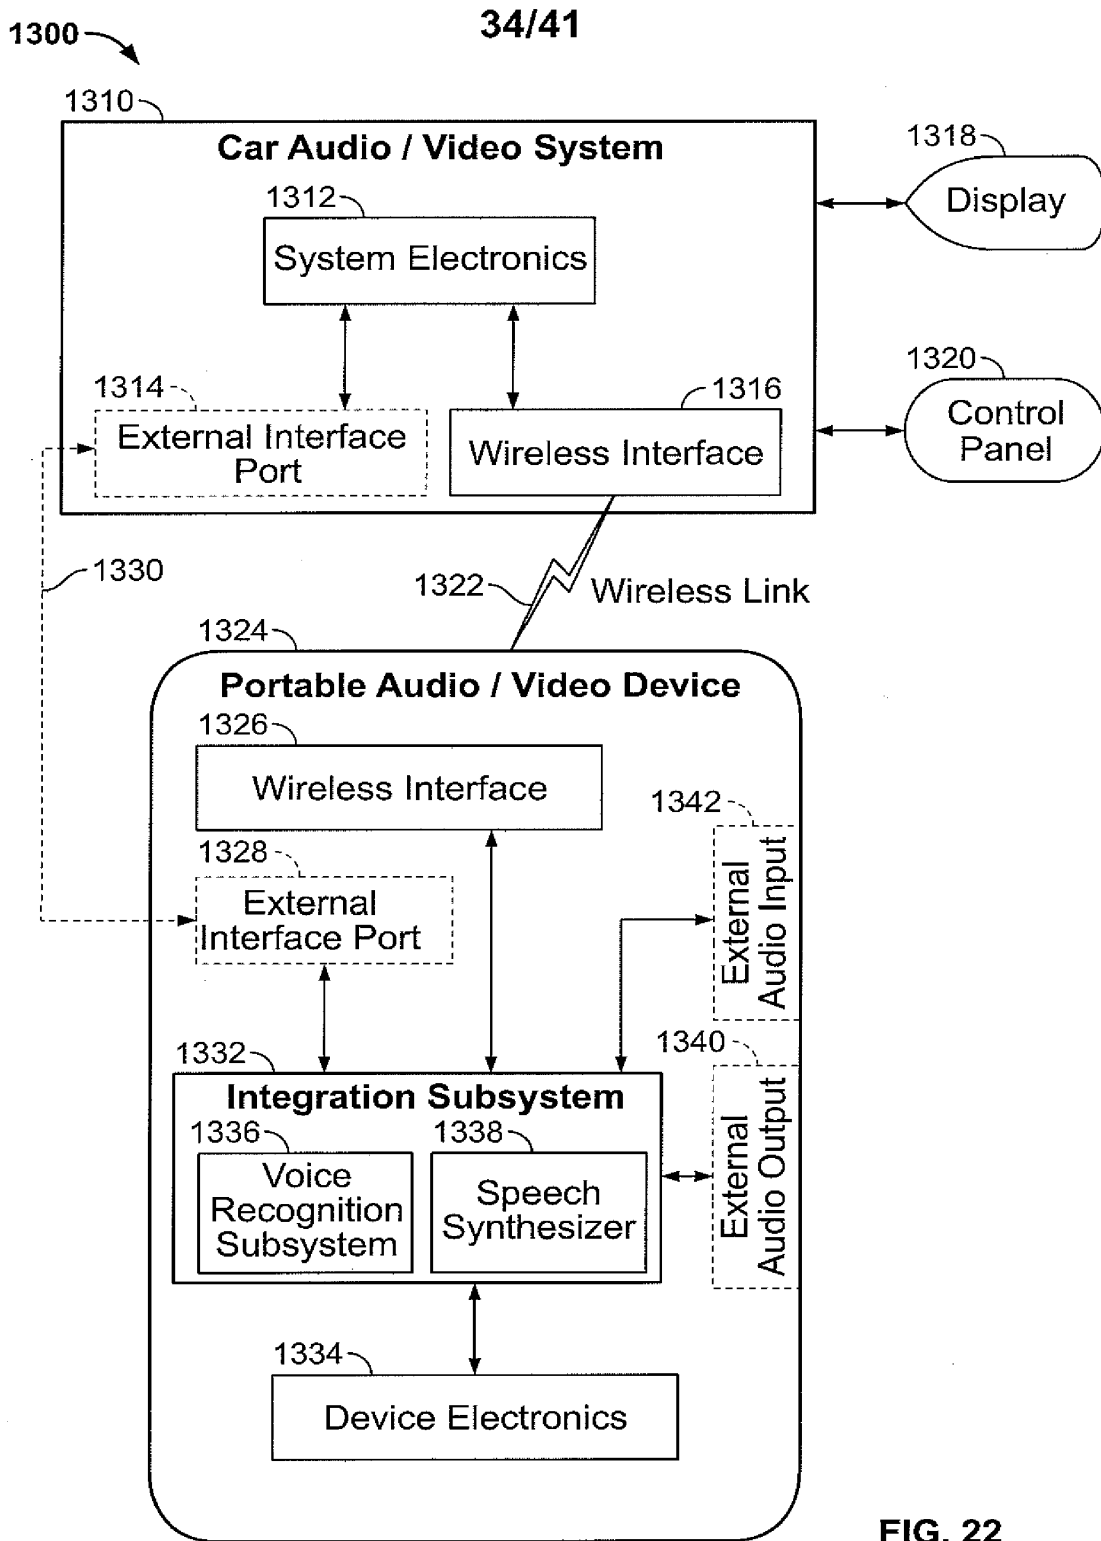 34/41
1300
1310
Car Audio / Video System
1312
System Electronics
1314
External Interface
Port
1316
Wireless Interface
1318
Display
1320
Control
Panel
1330
1322
Wireless Link
1324
Portable Audio / Video Device
1326
Wireless Interface
1328
External
Interface Port
1342
External
Audio Input
1332
Integration Subsystem
1336
Voice
Recognition
Subsystem
1338
Speech
Synthesizer
1340
External
Audio Output
1334
Device Electronics
FIG. 22